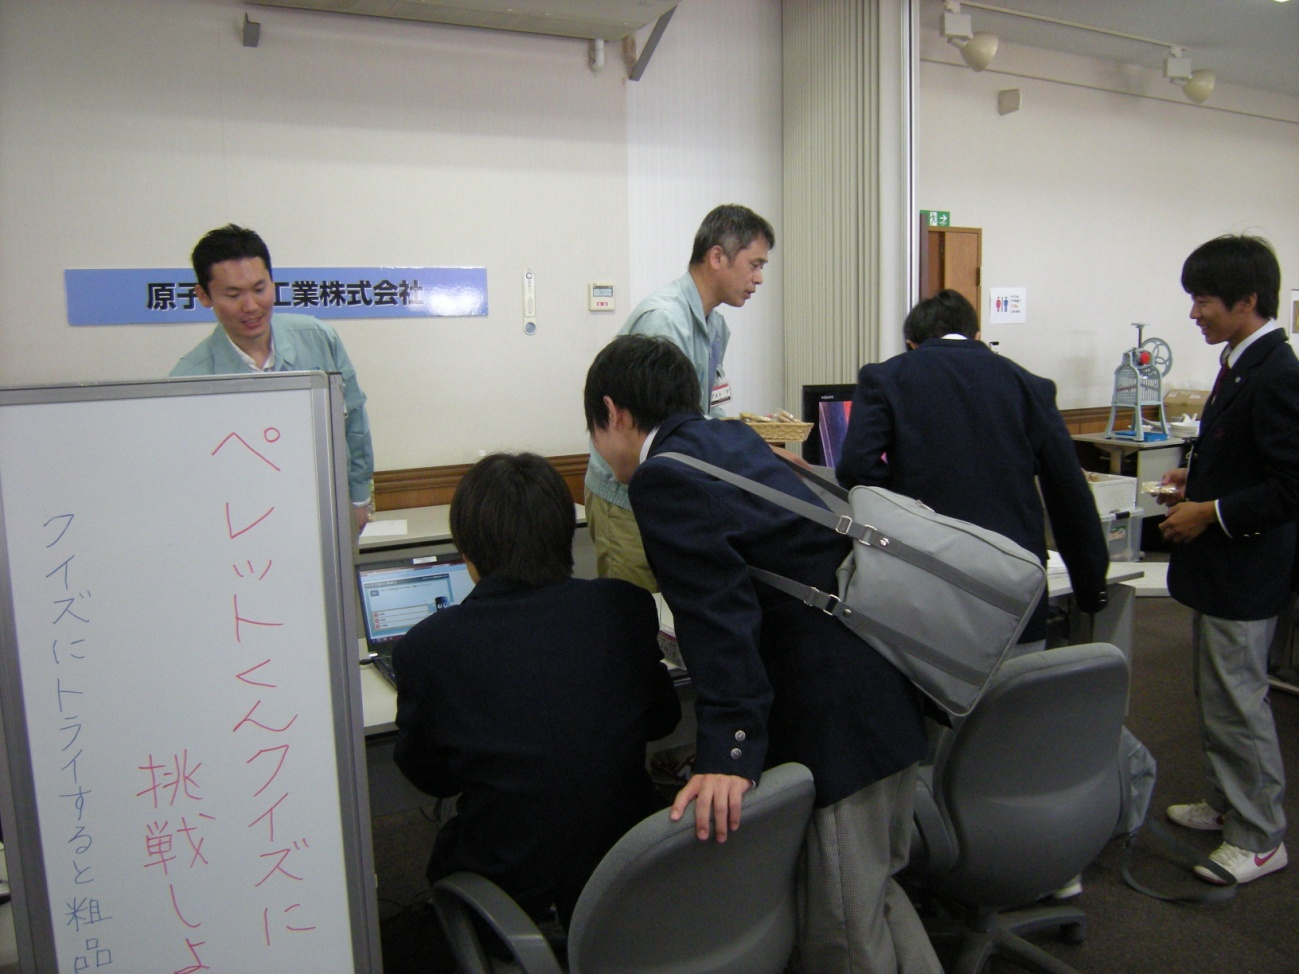 原子
工業株式会社
ペレットくんクイズに
挑戦しよ
クイズにトライすると粗品